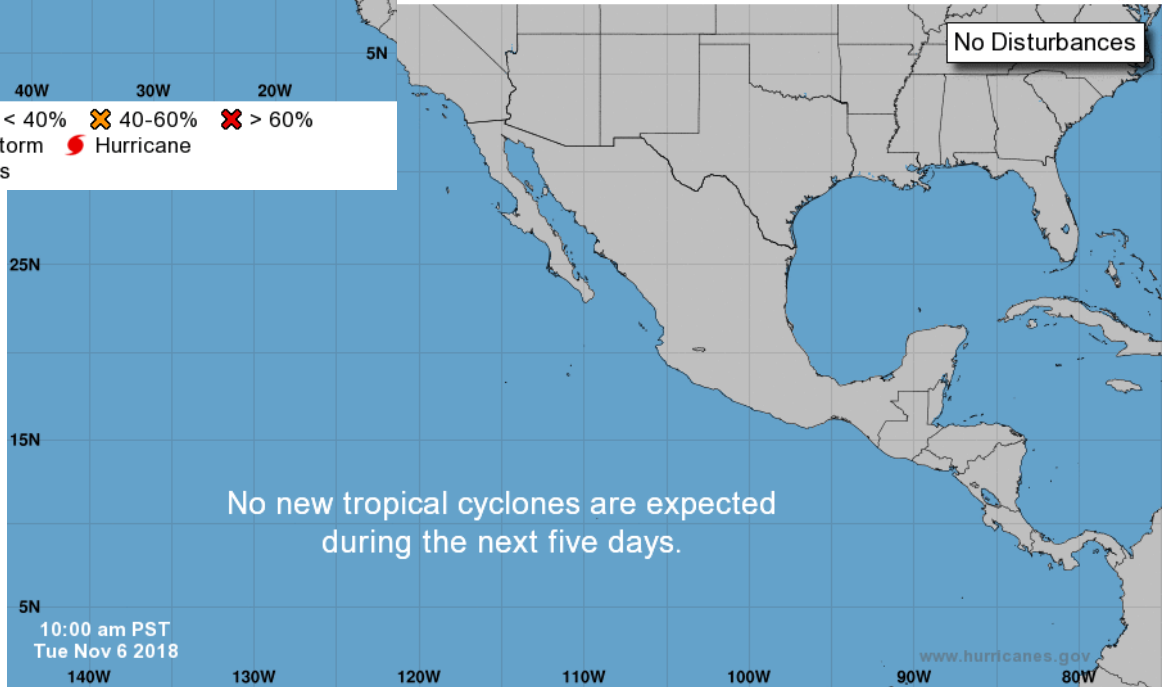 No Disturbances
5N
40W 30W 20W
< 40% 40-60% > 60%
torm Hurricane
s
25N
15N
No new tropical cyclones are expected
during the next five days.
5N
10:00 am PST
Tue Nov 6 2018
www.hurricanes.gov
140W 130W 120W 110W 100W 90W 80W